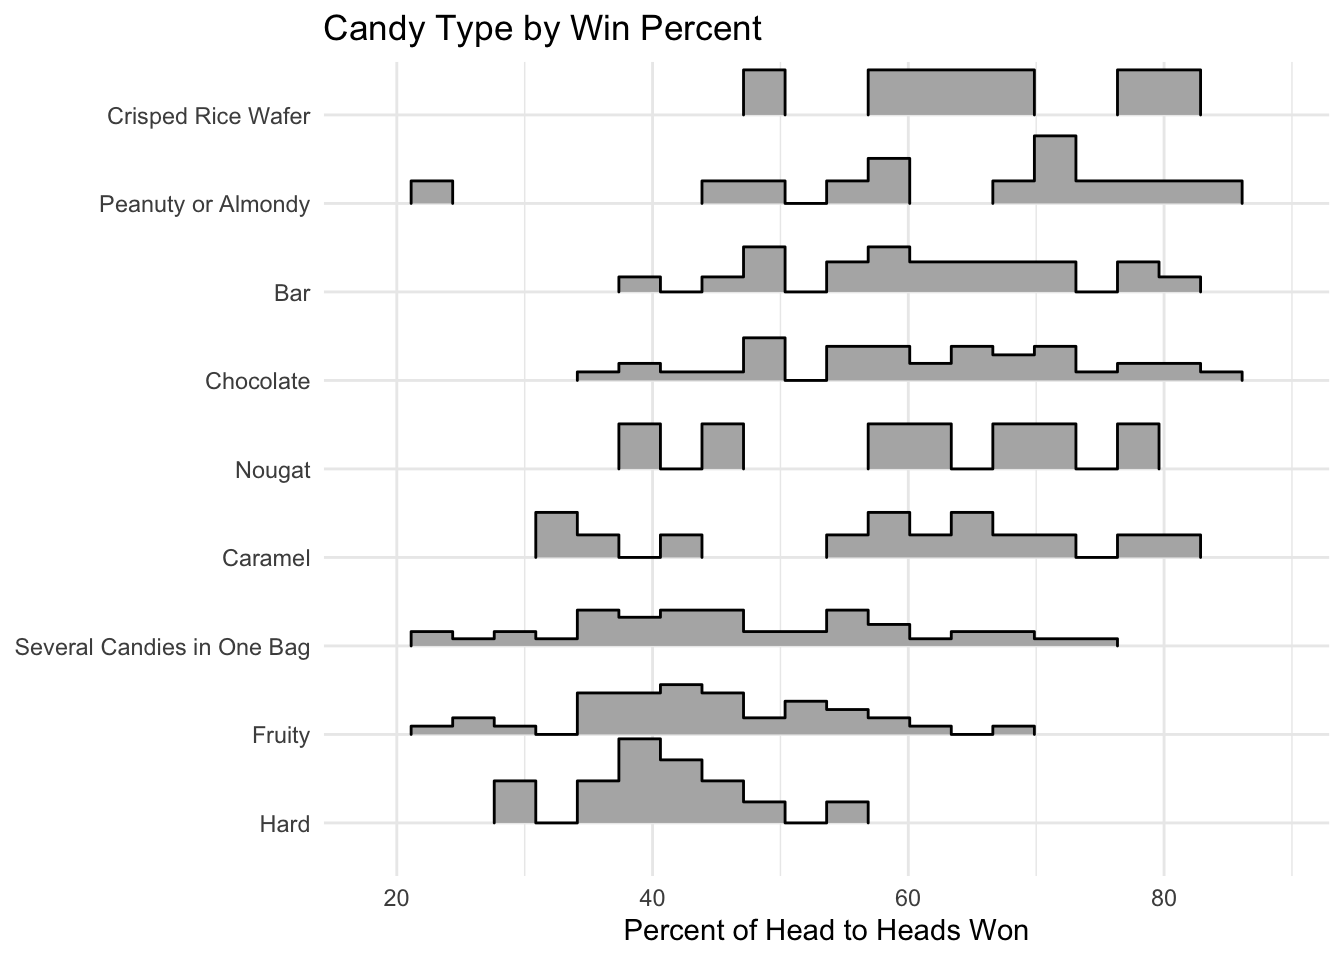 Candy Type by Win Percent
Crisped Rice Wafer
Peanuty or Almondy
Bar
Chocolate
Nougat
Caramel
Several Candies in One Bag
Fruity
Hard
20 40 60 80
Percent of Head to Heads Won